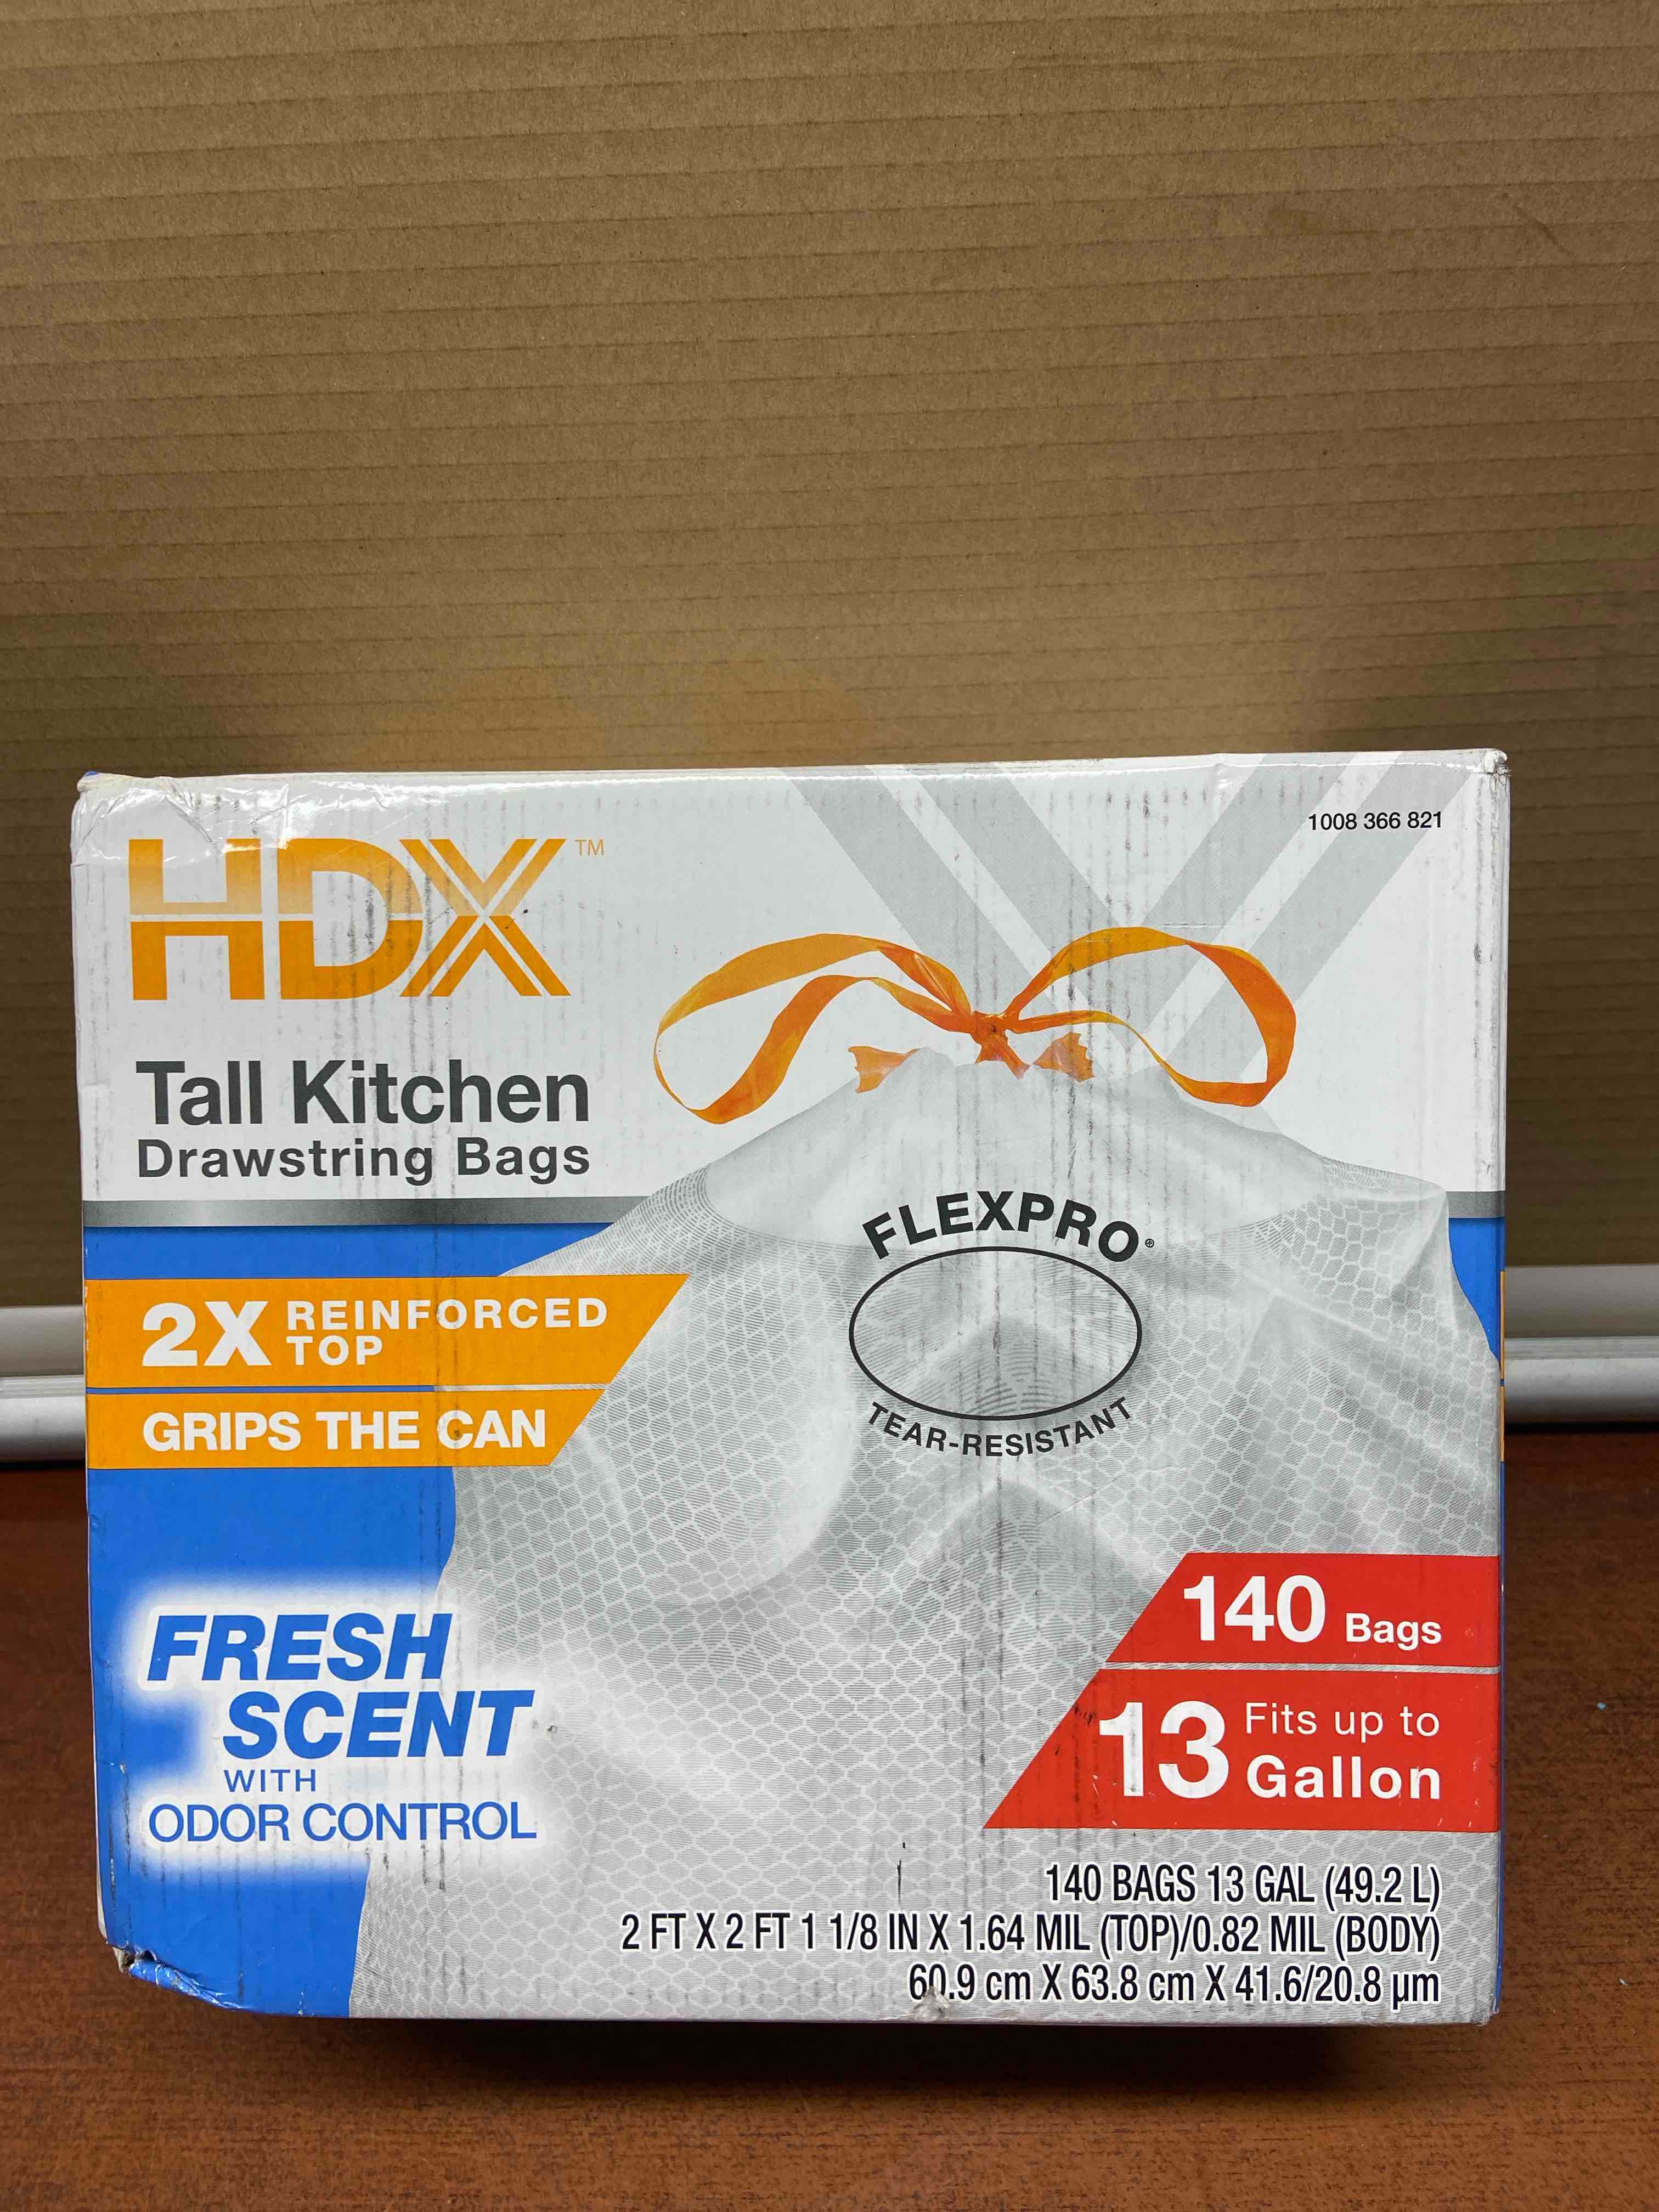 HDX™
1008 366 821
Tall Kitchen
Drawstring Bags
FLEXPRO®
TEAR-RESISTANT
2X REINFORCED
TOP
GRIPS THE CAN
FRESH
SCENT
WITH
ODOR CONTROL
140 Bags
13 Fits up to
Gallon
140 BAGS 13 GAL (49.2 L)
2 FT X 2 FT 1 1/8 IN X 1.64 MIL (TOP)/0.82 MIL (BODY)
60.9 cm X 63.8 cm X 41.6/20.8 µm